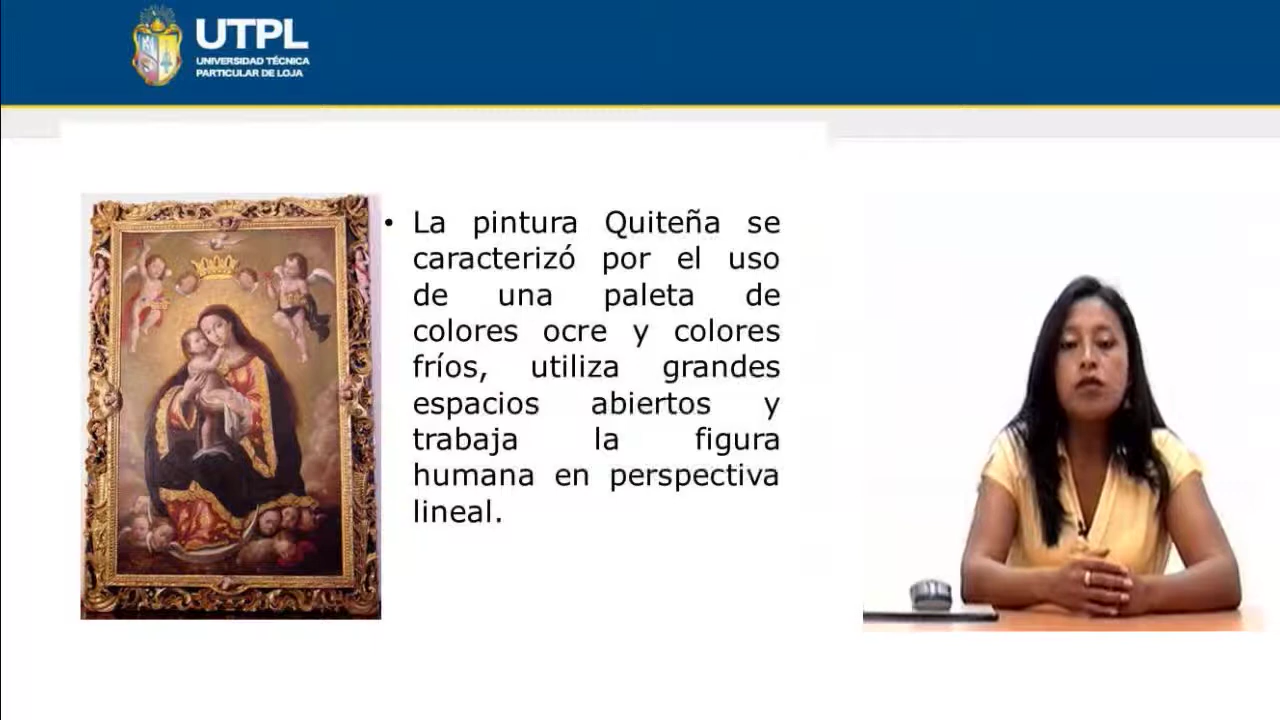 UTPL
UNIVERSIDAD TÉCNICA
PARTICULAR DE LOJA
• La pintura Quiteña se
caracterizó por el uso
de una paleta de
colores ocre y colores
fríos, utiliza grandes
espacios abiertos y
trabaja la figura
humana en perspectiva
lineal.